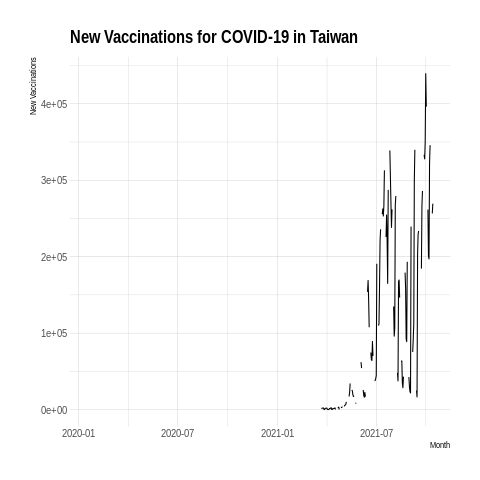 New Vaccinations for COVID-19 in Taiwan
New Vaccinations
4e+05
3e+05
2e+05
1e+05
0e+00
2020-01 2020-07 2021-01 2021-07
Month